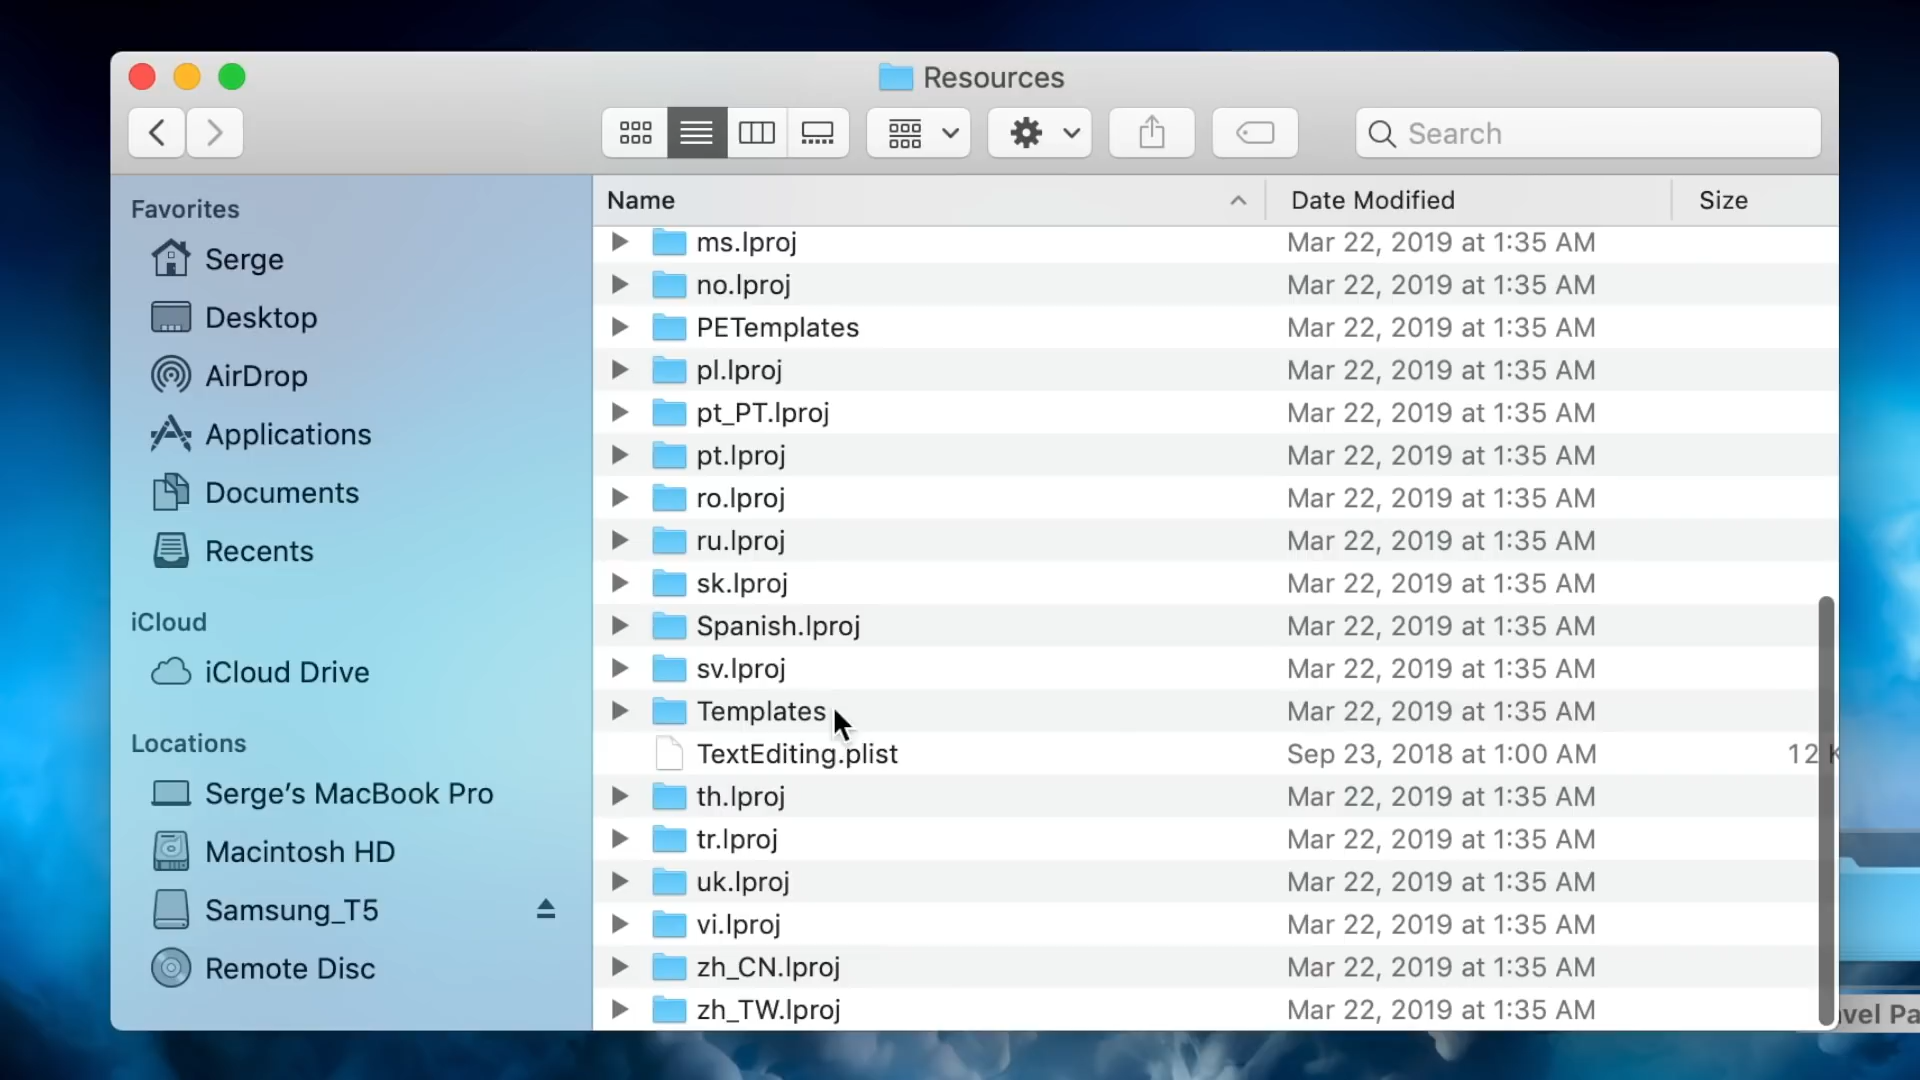 Resources
Search
Favorites
Serge
Desktop
AirDrop
Applications
Documents
Recents
iCloud
iCloud Drive
Locations
Serge’s MacBook Pro
Macintosh HD
Samsung_T5
Remote Disc
Name Date Modified Size
ms.lproj Mar 22, 2019 at 1:35 AM
no.lproj Mar 22, 2019 at 1:35 AM
PETemplates Mar 22, 2019 at 1:35 AM
pl.lproj Mar 22, 2019 at 1:35 AM
pt_PT.lproj Mar 22, 2019 at 1:35 AM
pt.lproj Mar 22, 2019 at 1:35 AM
ro.lproj Mar 22, 2019 at 1:35 AM
ru.lproj Mar 22, 2019 at 1:35 AM
sk.lproj Mar 22, 2019 at 1:35 AM
Spanish.lproj Mar 22, 2019 at 1:35 AM
sv.lproj Mar 22, 2019 at 1:35 AM
Templates Mar 22, 2019 at 1:35 AM
TextEditing.plist Sep 23, 2018 at 1:00 AM 12 K
th.lproj Mar 22, 2019 at 1:35 AM
tr.lproj Mar 22, 2019 at 1:35 AM
uk.lproj Mar 22, 2019 at 1:35 AM
vi.lproj Mar 22, 2019 at 1:35 AM
zh_CN.lproj Mar 22, 2019 at 1:35 AM
zh_TW.lproj Mar 22, 2019 at 1:35 AM